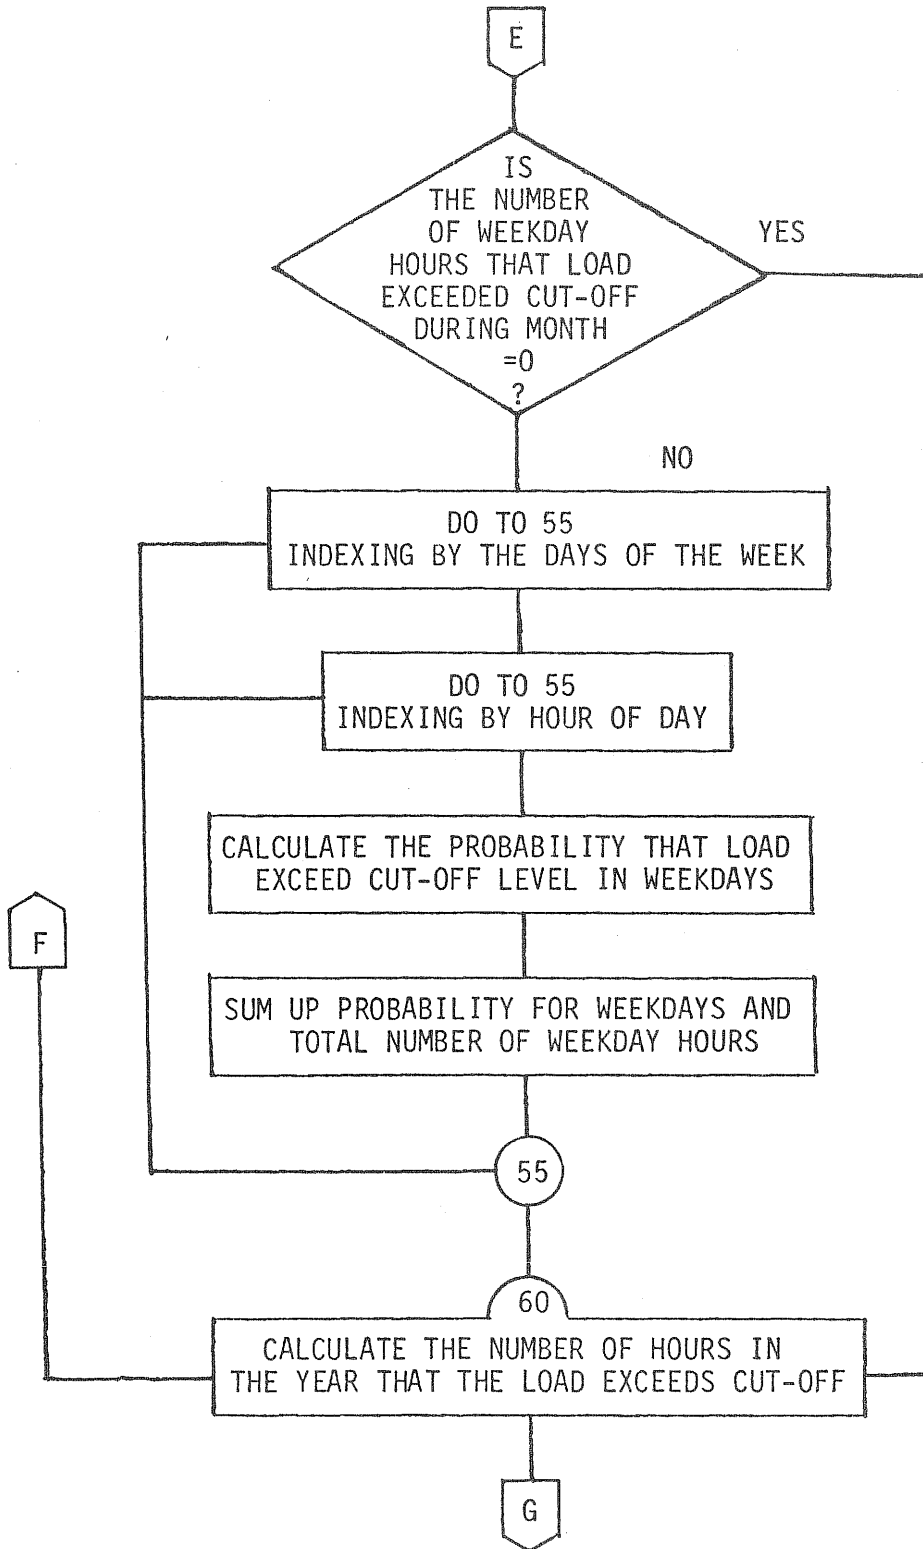 E
IS
THE NUMBER
OF WEEKDAY
HOURS THAT LOAD
EXCEEDED CUT-OFF
DURING MONTH
=0
?
YES
NO
DO TO 55
INDEXING BY THE DAYS OF THE WEEK
DO TO 55
INDEXING BY HOUR OF DAY
CALCULATE THE PROBABILITY THAT LOAD
EXCEED CUT-OFF LEVEL IN WEEKDAYS
F
SUM UP PROBABILITY FOR WEEKDAYS AND
TOTAL NUMBER OF WEEKDAY HOURS
55
60
CALCULATE THE NUMBER OF HOURS IN
THE YEAR THAT THE LOAD EXCEEDS CUT-OFF
G